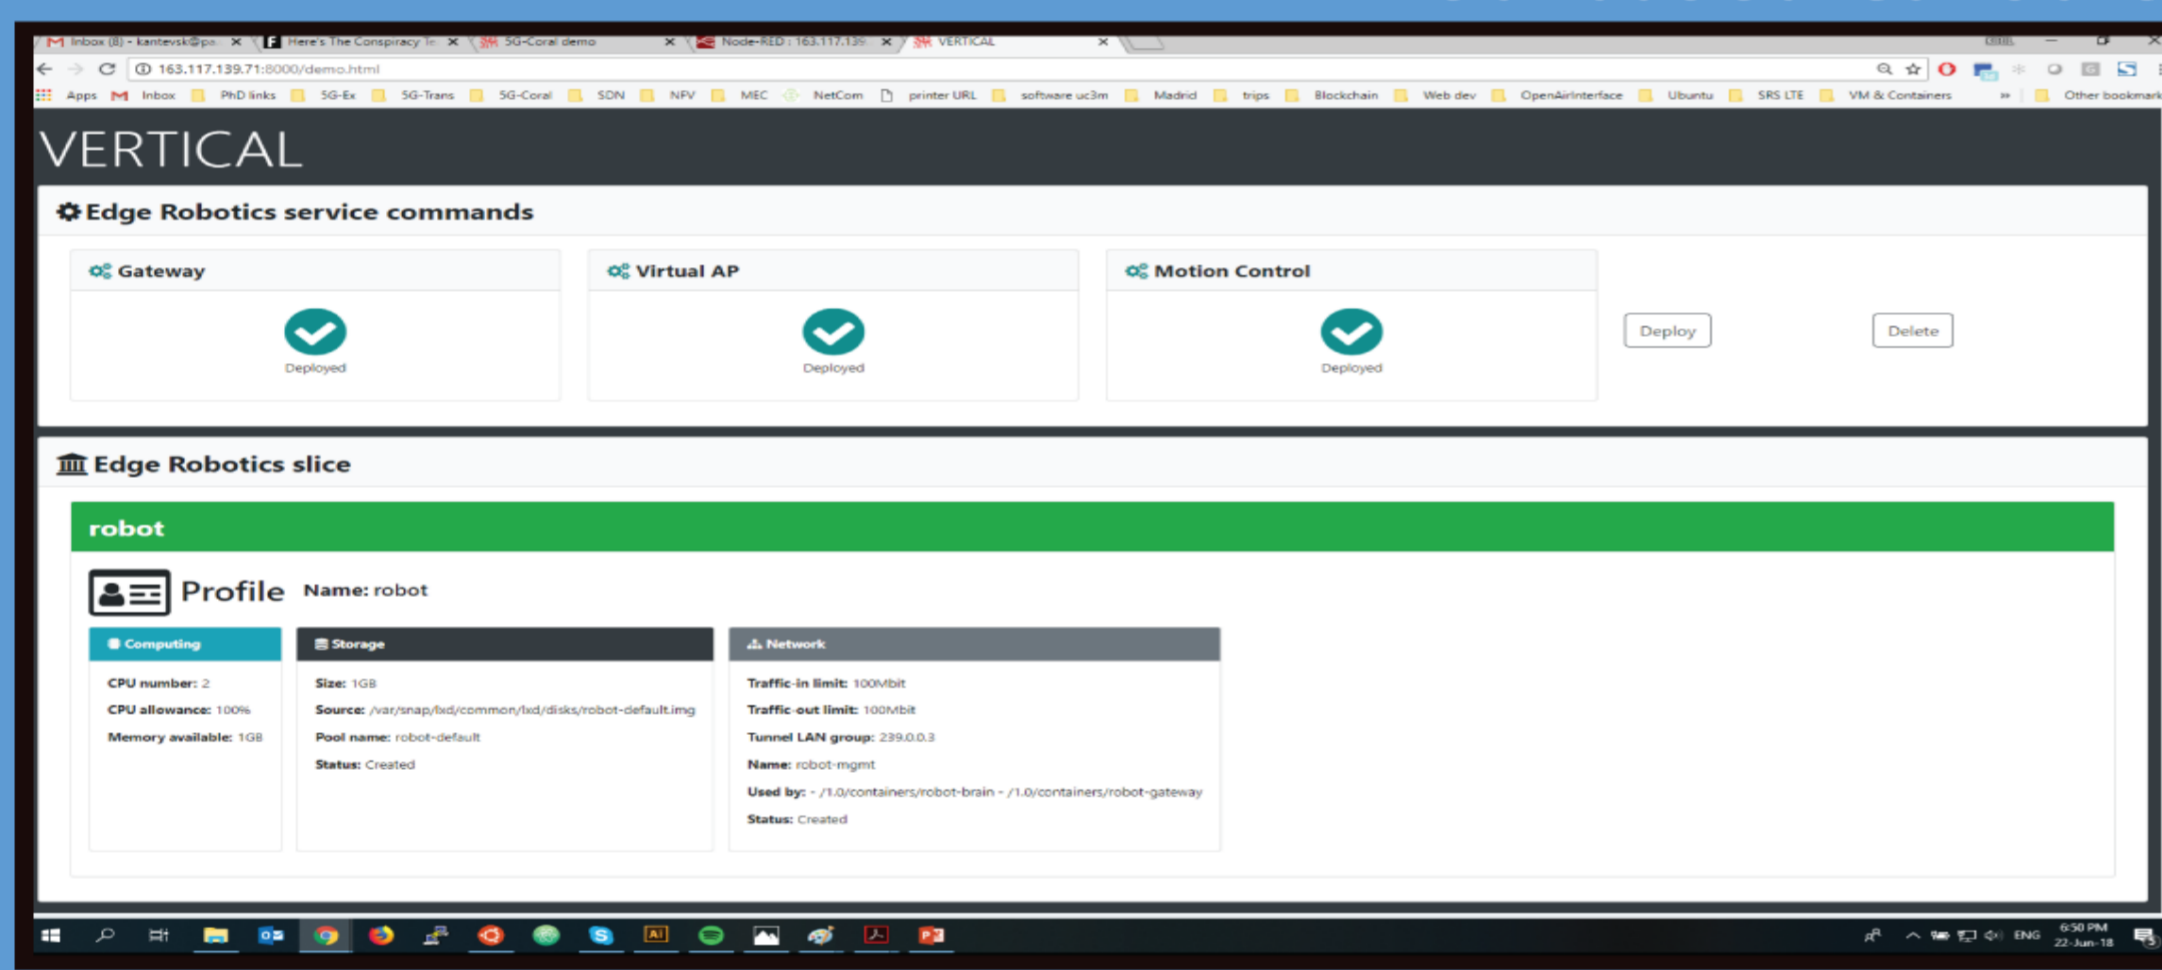 Inbox (8) - kantevsk@pa
Here's The Conspiracy Te
5G-Coral demo
Node-RED : 163.117.139
VERTICAL
163.117.139.71:8000/demo.html
Apps
Inbox
PhD links
5G-Ex
5G-Trans
5G-Coral
SDN
NFV
MEC
NetCom
printer URL
software uc3m
Madrid
trips
Blockchain
Web dev
OpenAirInterface
Ubuntu
SRS LTE
VM & Containers
»
Other bookmark
VERTICAL
Edge Robotics service commands
Gateway
Virtual AP
Motion Control
Deployed
Deployed
Deployed
Deploy
Delete
Edge Robotics slice
robot
Profile Name: robot
Computing
CPU number: 2
CPU allowance: 100%
Memory available: 1GB
Storage
Size: 1GB
Source: /var/snap/lxd/common/lxd/disks/robot-default.img
Pool name: robot-default
Status: Created
Network
Traffic-in limit: 100Mbit
Traffic-out limit: 100Mbit
Tunnel LAN group: 239.0.0.3
Name: robot-mgmt
Used by: - /1.0/containers/robot-brain - /1.0/containers/robot-gateway
Status: Created
ENG
6:50 PM
22-Jun-18